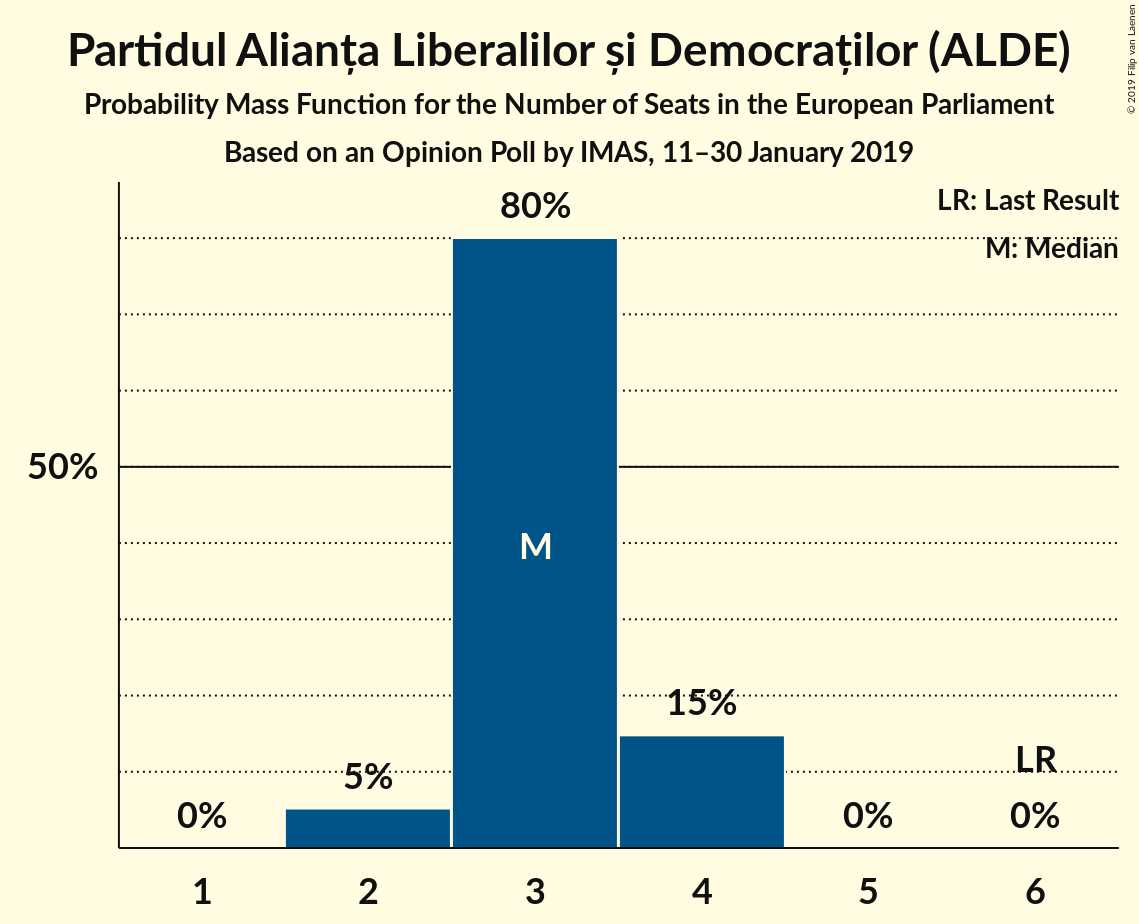 Partidul Alianța Liberalilor și Democraților (ALDE)
Probability Mass Function for the Number of Seats in the European Parliament
Based on an Opinion Poll by IMAS, 11–30 January 2019
© 2019 Filip van Laenen
LR: Last Result
M: Median
80%
50%
M
15%
5%
LR
0%
0%
0%
1
2
3
4
5
6